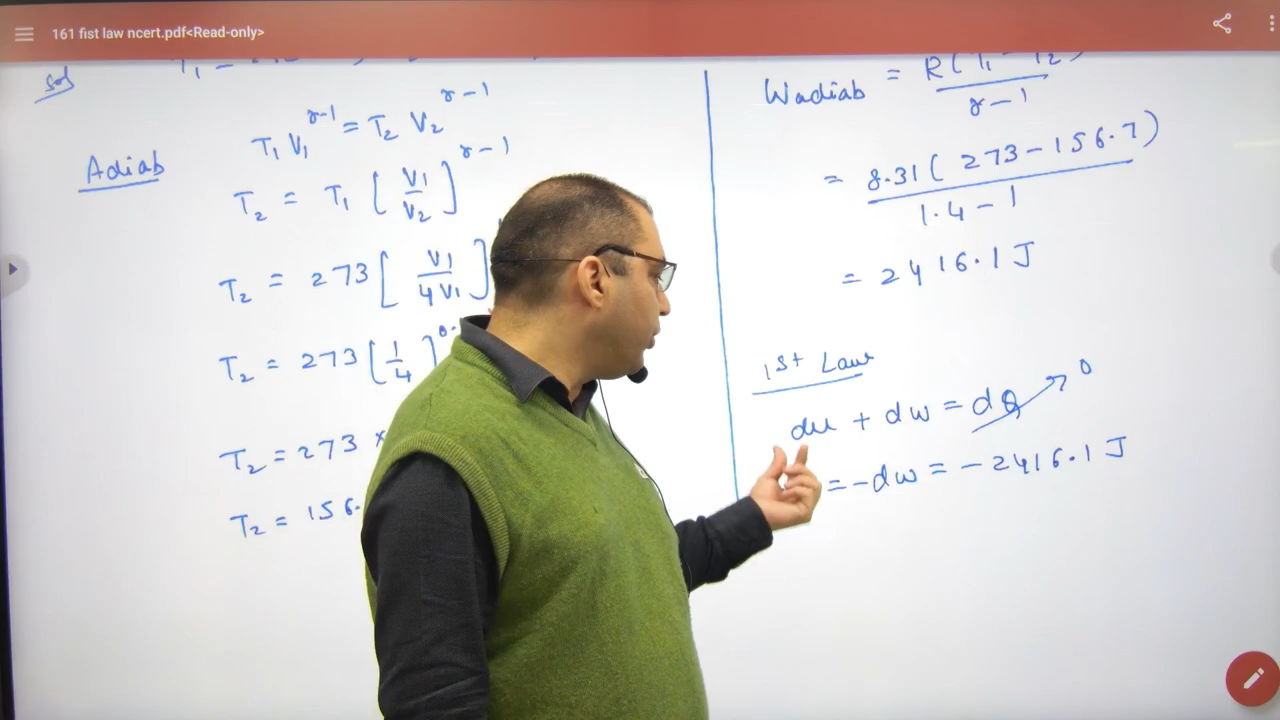 161 fist law ncert.pdf<Read-only>
Sol
Adiab
T₁ V₁^γ-1 = T₂ V₂^γ-1
T₂ = T₁ [V₁/V₂]^γ-1
T₂ = 273 [V₁/4V₁]
T₂ = 273 [1/4]^0.
T₂ = 273 ×
T₂ = 156.
Wadiab = R(T₁ - T₂)/γ-1
= 8.31(273-156.7)/1.4-1
= 2416.1 J
1st Law
du + dw = dQ → 0
= -dw = -2416.1 J